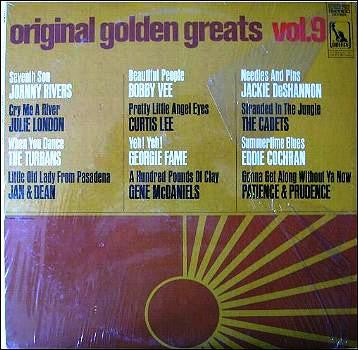 original golden greats vol.9
LIBERTY
Seventh Son
JOHNNY RIVERS
Cry Me A River
JULIE LONDON
When You Dance
THE TURBANS
Little Old Lady From Pasadena
JAN & DEAN
Beautiful People
BOBBY VEE
Pretty Little Angel Eyes
CURTIS LEE
Yeh! Yeh!
GEORGIE FAME
A Hundred Pounds Of Clay
GENE McDANIELS
Needles And Pins
JACKIE DeSHANNON
Stranded In The Jungle
THE CADETS
Summertime Blues
EDDIE COCHRAN
Gonna Get Along Without Ya Now
PATIENCE & PRUDENCE